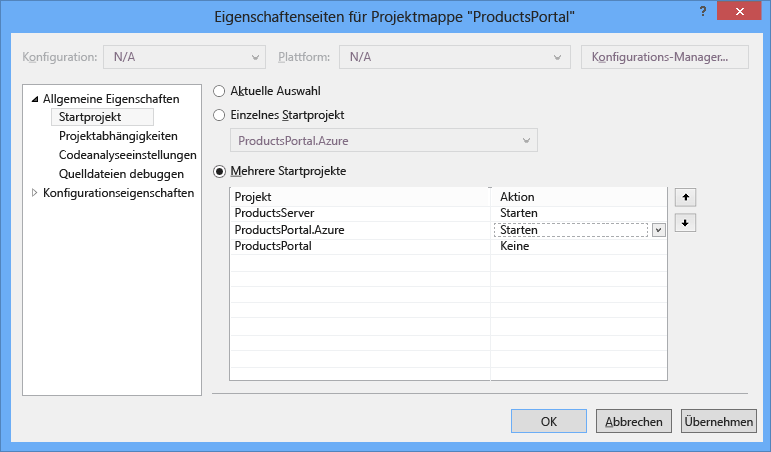 Eigenschaftenseiten für Projektmappe "ProductsPortal"
?
Konfiguration: N/A Plattform: N/A Konfigurations-Manager...
Allgemeine Eigenschaften
Startprojekt
Projektabhängigkeiten
Codeanalyseeinstellungen
Quelldateien debuggen
Konfigurationseigenschaften
Aktuelle Auswahl
Einzelnes Startprojekt
ProductsPortal.Azure
Mehrere Startprojekte
Projekt Aktion
ProductsServer Starten
ProductsPortal.Azure Starten
ProductsPortal Keine
OK Abbrechen Übernehmen